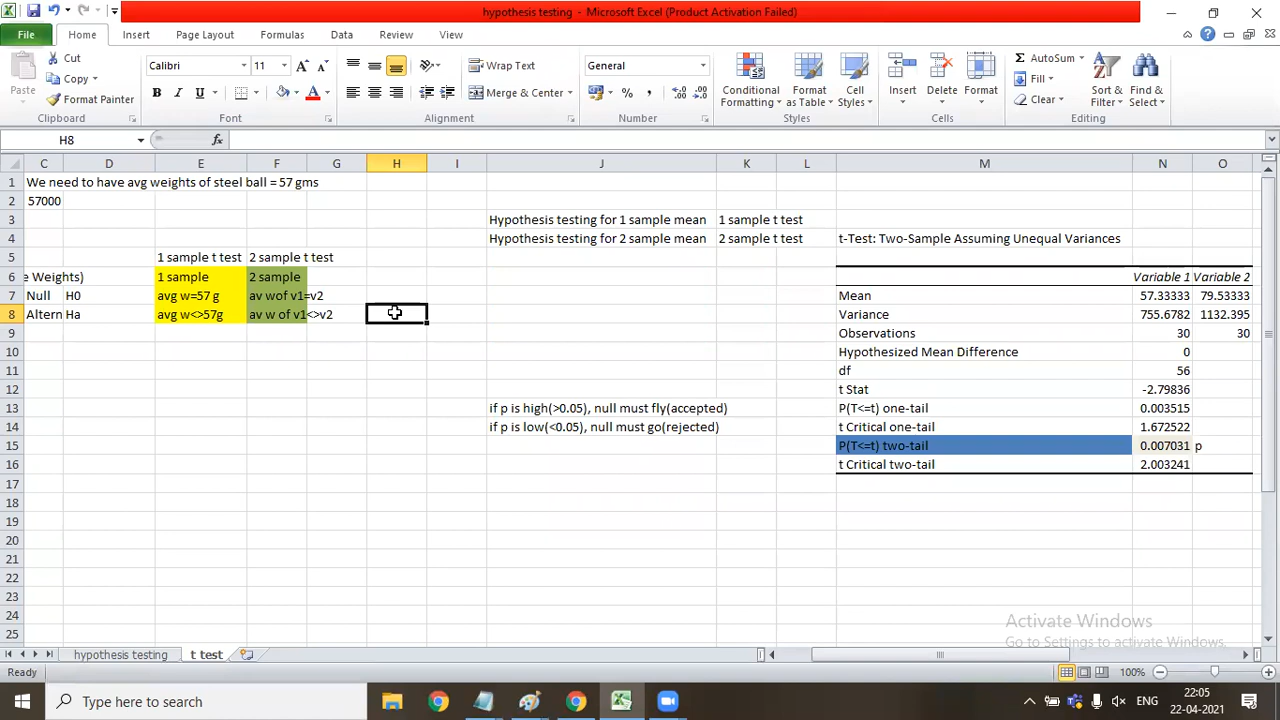 hypothesis testing - Microsoft Excel (Product Activation Failed)
File Home Insert Page Layout Formulas Data Review View
Cut
Copy
Format Painter
Paste
Clipboard
Calibri 11
B I U
Font
Wrap Text
Merge & Center
Alignment
General
%
Number
Conditional Formatting
Format as Table
Cell Styles
Styles
Insert
Delete
Format
Cells
AutoSum
Fill
Clear
Sort & Filter
Find & Select
Editing
H8
fx
C D E F G H I J K L M N O
1 We need to have avg weights of steel ball = 57 gms
2 57000
3 Hypothesis testing for 1 sample mean 1 sample t test
4 Hypothesis testing for 2 sample mean 2 sample t test t-Test: Two-Sample Assuming Unequal Variances
5 1 sample t test 2 sample t test
6 e Weights) 1 sample 2 sample Variable 1 Variable 2
7 Null H0 avg w=57 g av wof v1=v2 Mean 57.33333 79.53333
8 Altern Ha avg w<>57g av w of v1<>v2 Variance 755.6782 1132.395
9 Observations 30 30
10 Hypothesized Mean Difference 0
11 df 56
12 t Stat -2.79836
13 if p is high(>0.05), null must fly(accepted) P(T<=t) one-tail 0.003515
14 if p is low(<0.05), null must go(rejected) t Critical one-tail 1.672522
15 P(T<=t) two-tail 0.007031 p
16 t Critical two-tail 2.003241
17
18
19
20
21
22
23
24
25
Activate Windows
Go to Settings to activate Windows.
hypothesis testing t test
Ready
100%
Type here to search
ENG
22:05
22-04-2021